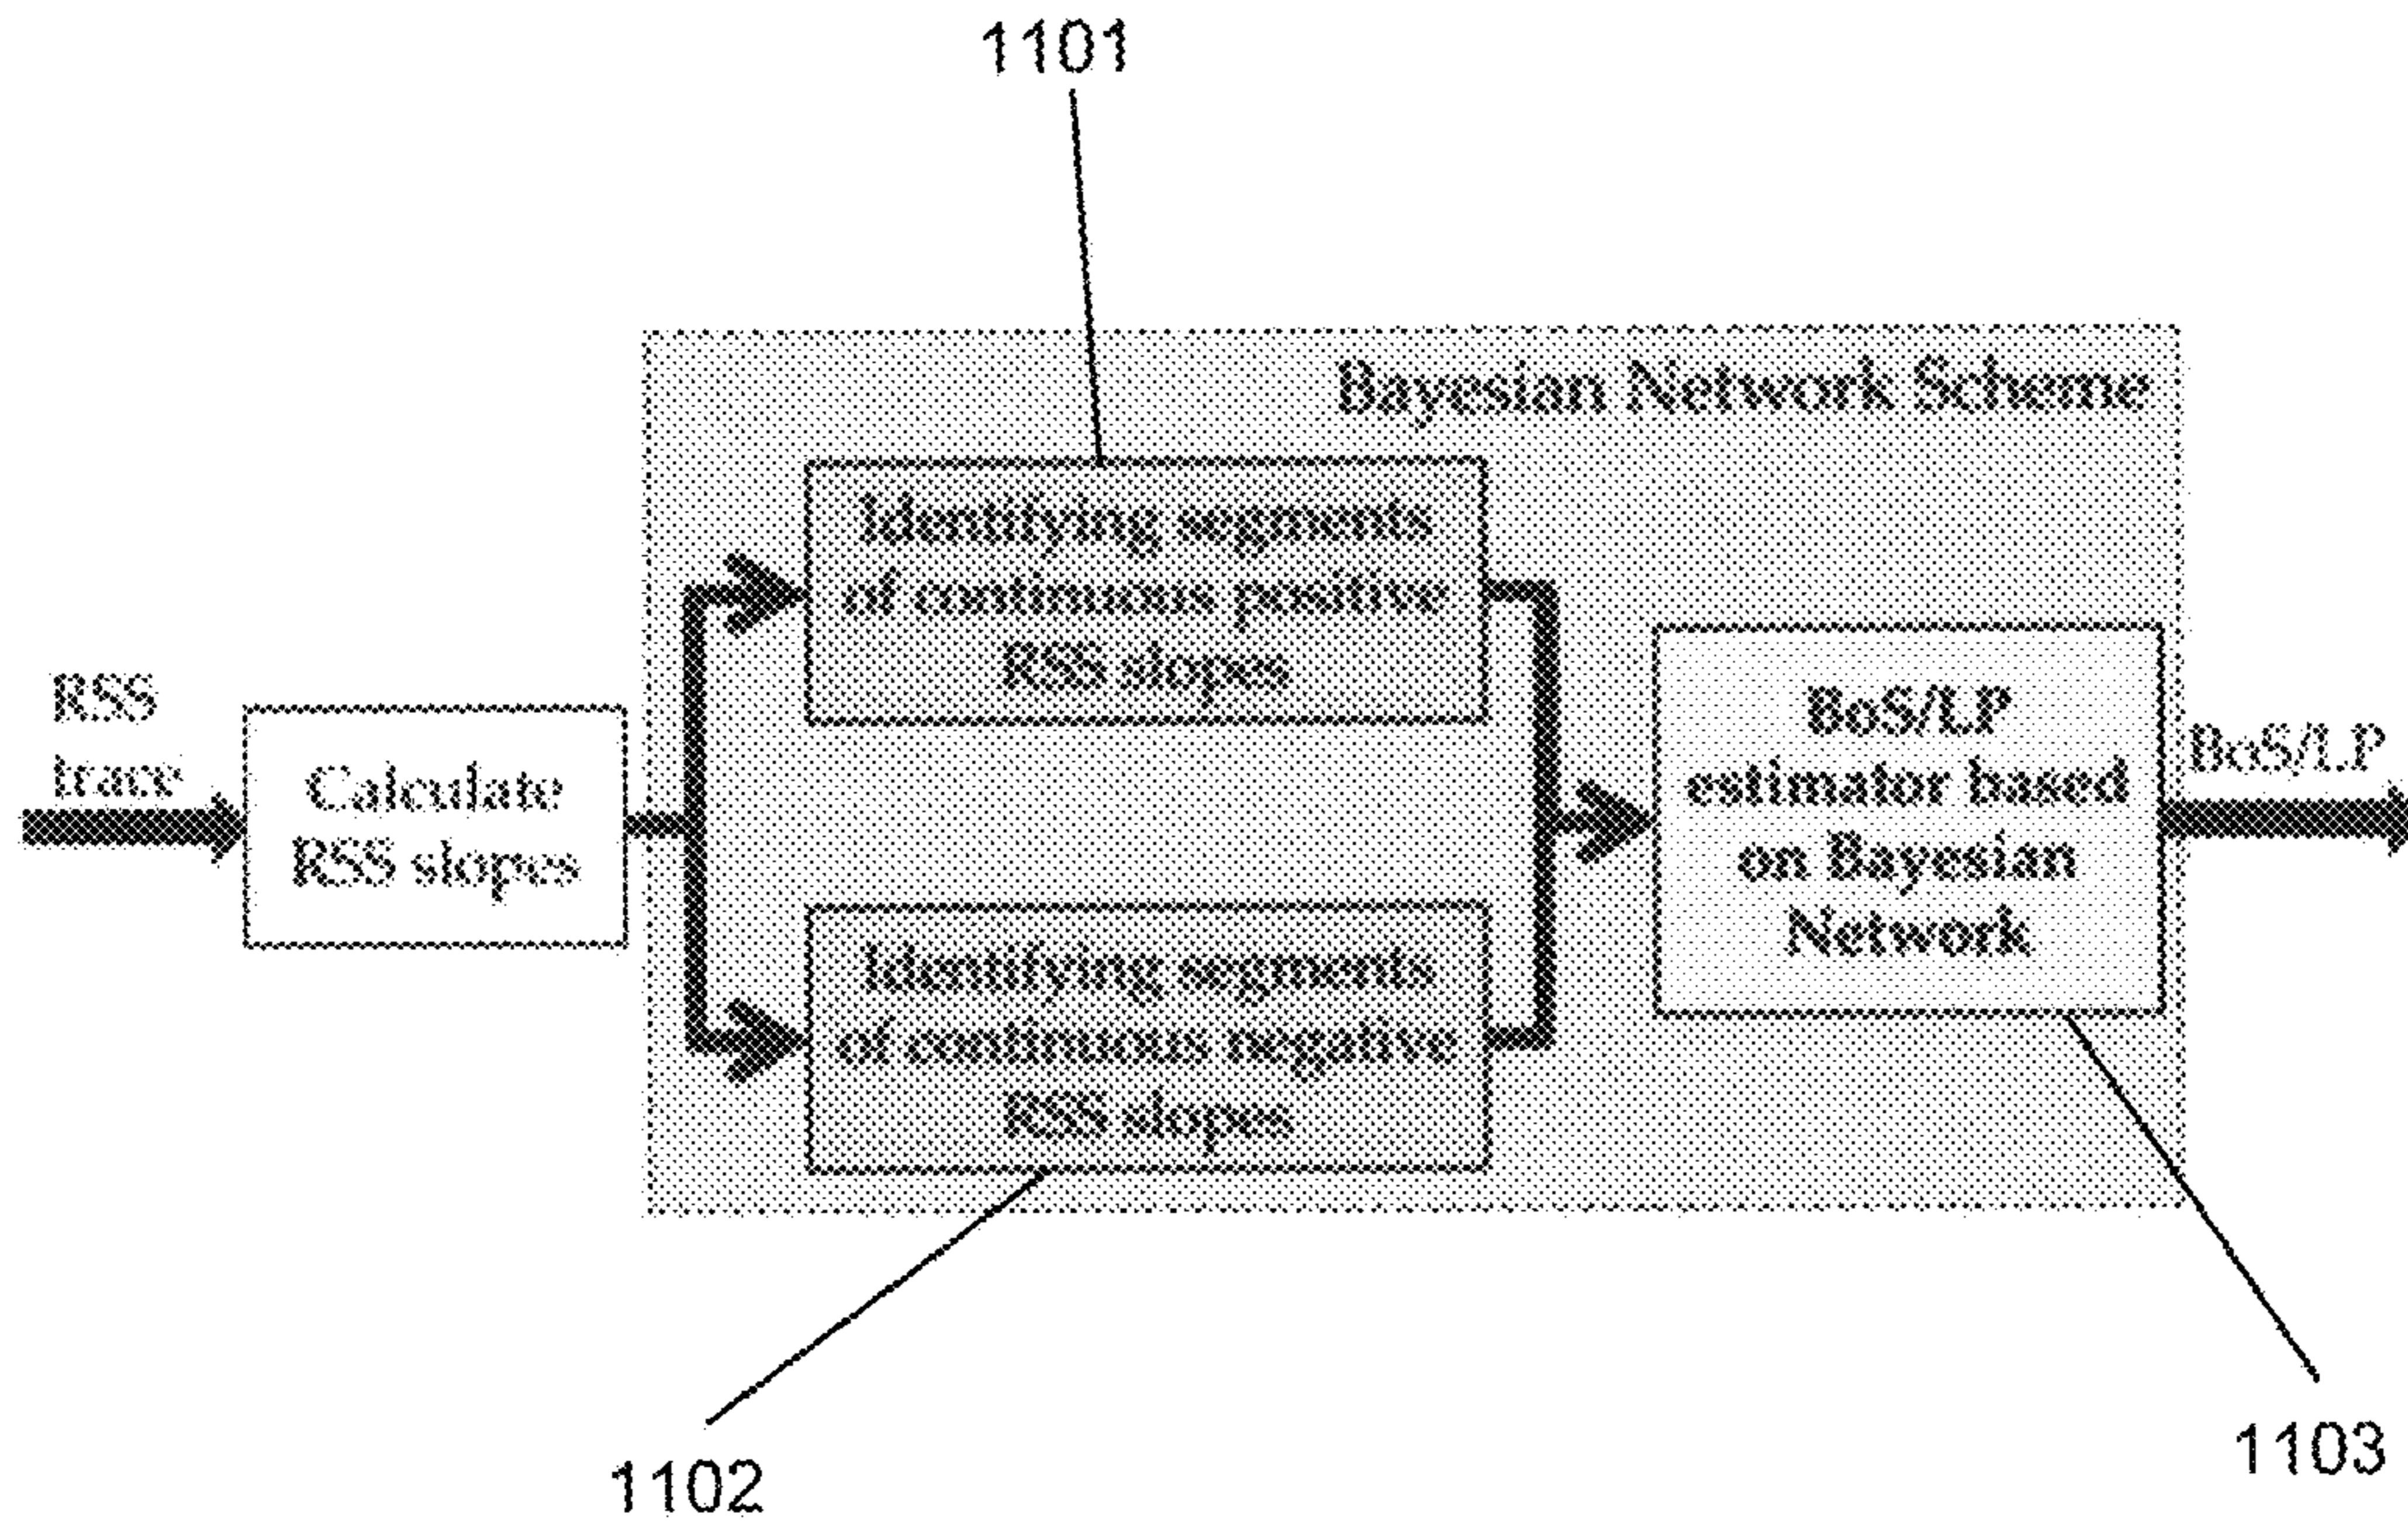 1101
Bayesian Network Scheme
Identifying segments
of continuous positive
RSS slopes
RSS
trace
Calculate
RSS slopes
BoS/LP
estimator based
on Bayesian
Network
BoS/LP
Identifying segments
of continuous negative
RSS slopes
1102
1103